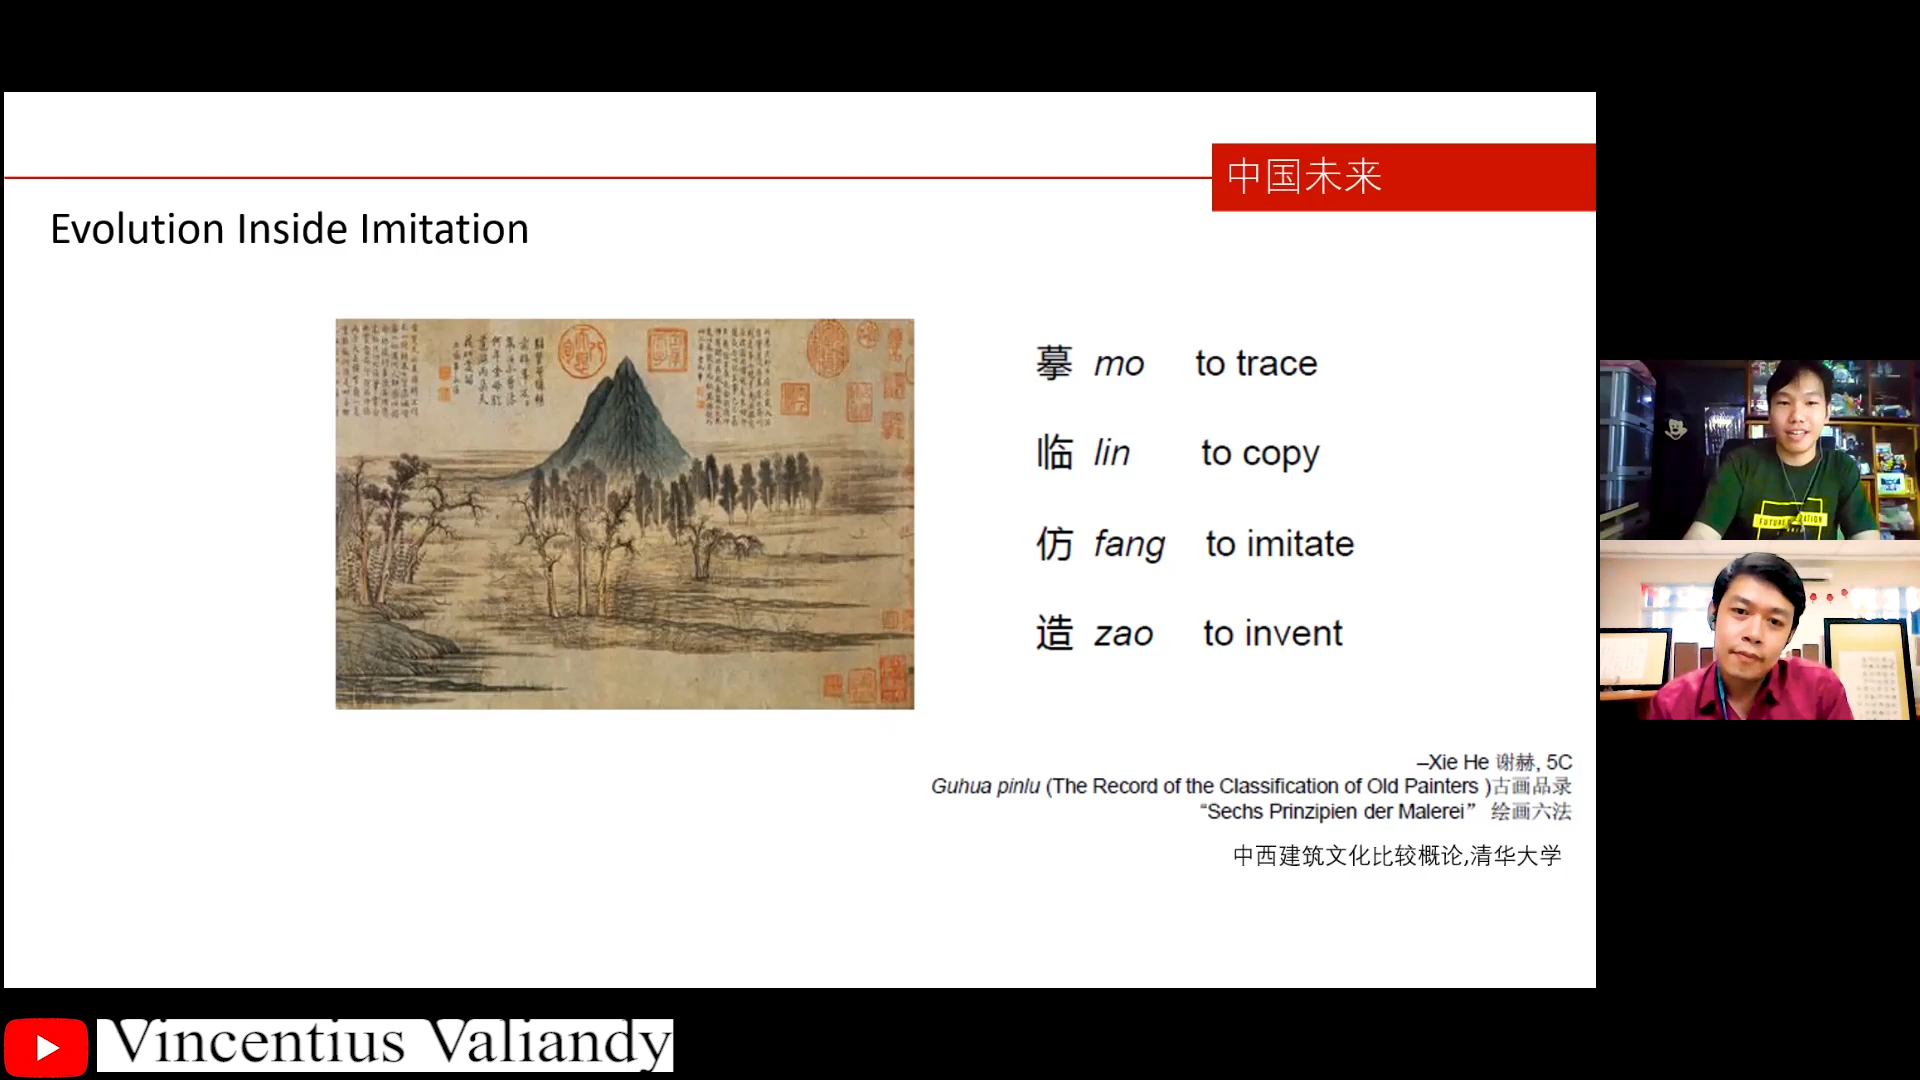 中国未来
Evolution Inside Imitation
摹 mo to trace
临 lin to copy
仿 fang to imitate
造 zao to invent
–Xie He 谢赫, 5C
Guhua pinlu (The Record of the Classification of Old Painters )古画品录
“Sechs Prinzipien der Malerei” 绘画六法
中西建筑文化比较概论,清华大学
Vincentius Valiandy